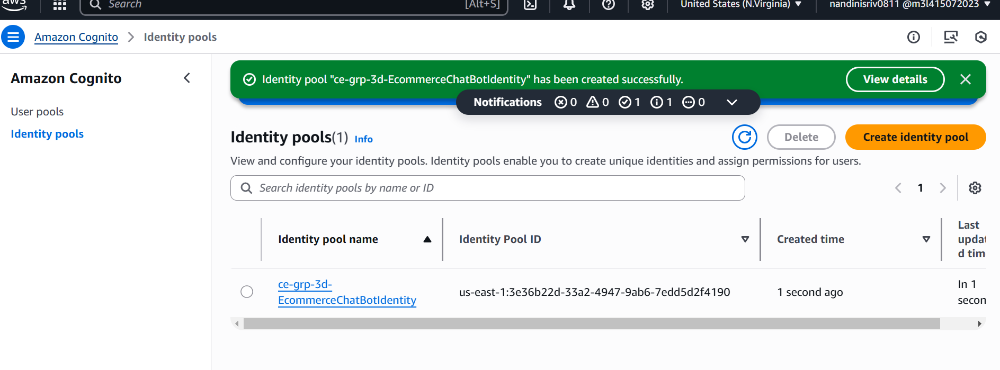 aws
Search
[Alt+S]
United States (N.Virginia)
nandinisriv0811 @m3l415072023
Amazon Cognito
Identity pools
Amazon Cognito
User pools
Identity pools
Identity pool "ce-grp-3d-EcommerceChatBotIdentity" has been created successfully.
View details
Notifications 0 0 1 1 0
Identity pools(1) Info
Delete
Create identity pool
View and configure your identity pools. Identity pools enable you to create unique identities and assign permissions for users.
Search identity pools by name or ID
1
Identity pool name
Identity Pool ID
Created time
Last
updat
d tim
ce-grp-3d-
EcommerceChatBotIdentity
us-east-1:3e36b22d-33a2-4947-9ab6-7edd5d2f4190
1 second ago
In 1
secon